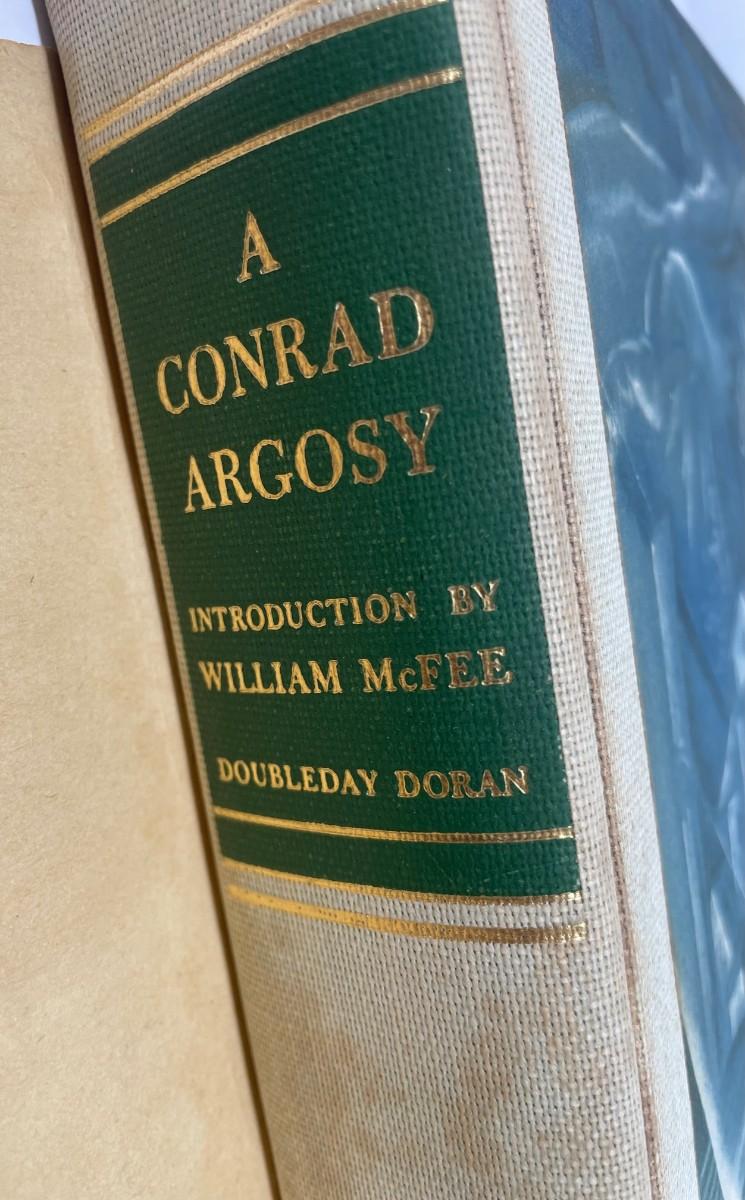 A
CONRAD
ARGOSY
INTRODUCTION BY
WILLIAM McFEE
DOUBLEDAY DORAN